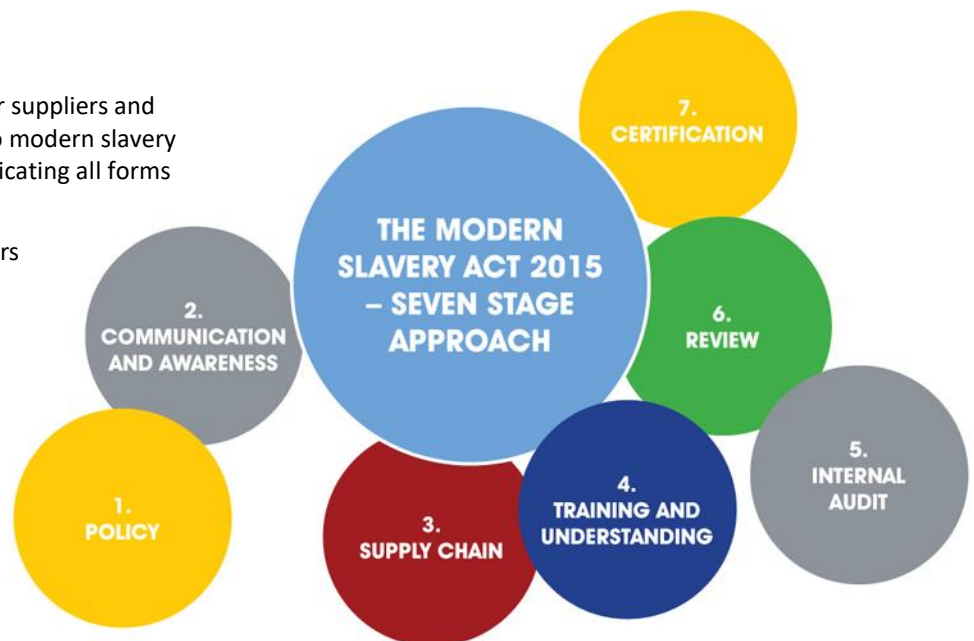 r suppliers and
modern slavery
icating all forms
rs
THE MODERN
SLAVERY ACT 2015
– SEVEN STAGE
APPROACH
1.
POLICY
2.
COMMUNICATION
AND AWARENESS
3.
SUPPLY CHAIN
4.
TRAINING AND
UNDERSTANDING
5.
INTERNAL
AUDIT
6.
REVIEW
7.
CERTIFICATION